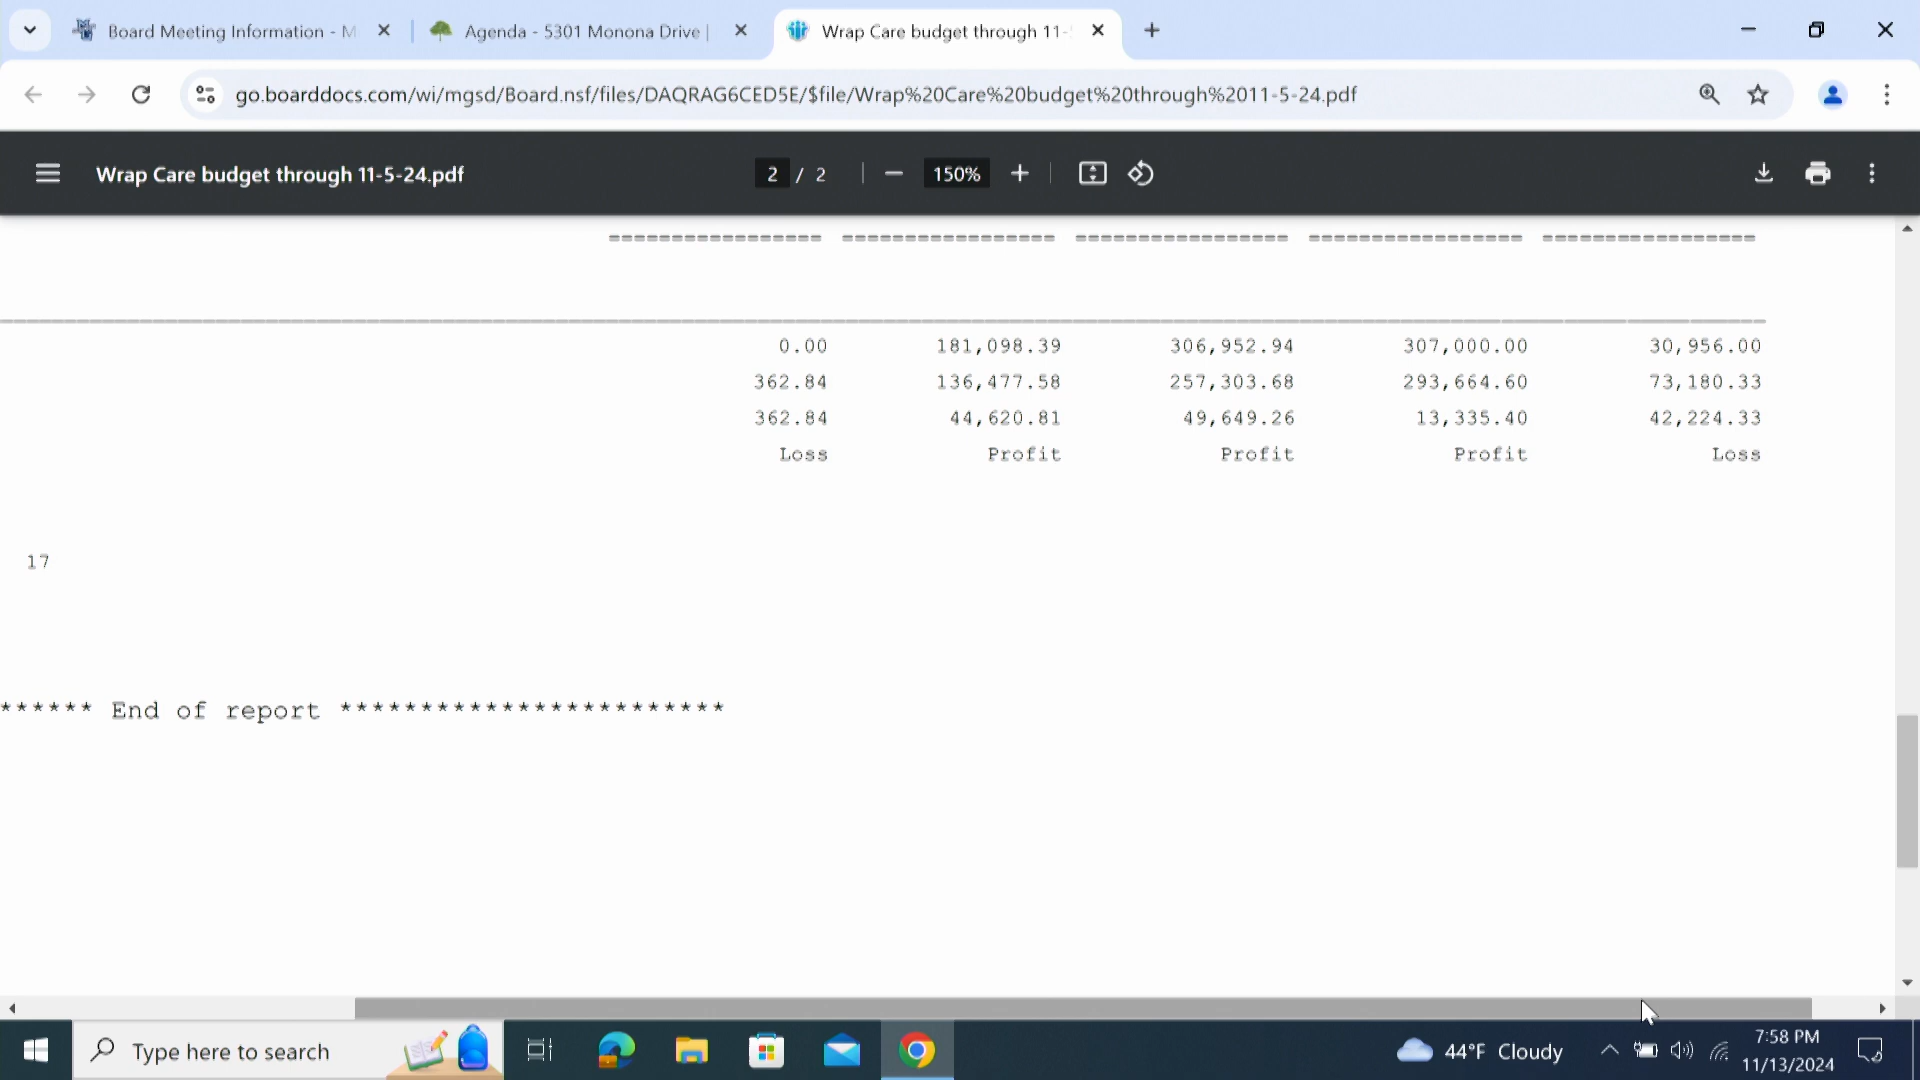 Board Meeting Information - M
Agenda - 5301 Monona Drive |
Wrap Care budget through 11-
go.boarddocs.com/wi/mgsd/Board.nsf/files/DAQRAG6CED5E/$file/Wrap%20Care%20budget%20through%2011-5-24.pdf
Wrap Care budget through 11-5-24.pdf
2 / 2
150%
================= ================= ================= ================= =================
0.00 181,098.39 306,952.94 307,000.00 30,956.00
362.84 136,477.58 257,303.68 293,664.60 73,180.33
362.84 44,620.81 49,649.26 13,335.40 42,224.33
Loss Profit Profit Profit Loss
17
****** End of report ************************
Type here to search
44°F Cloudy
7:58 PM
11/13/2024